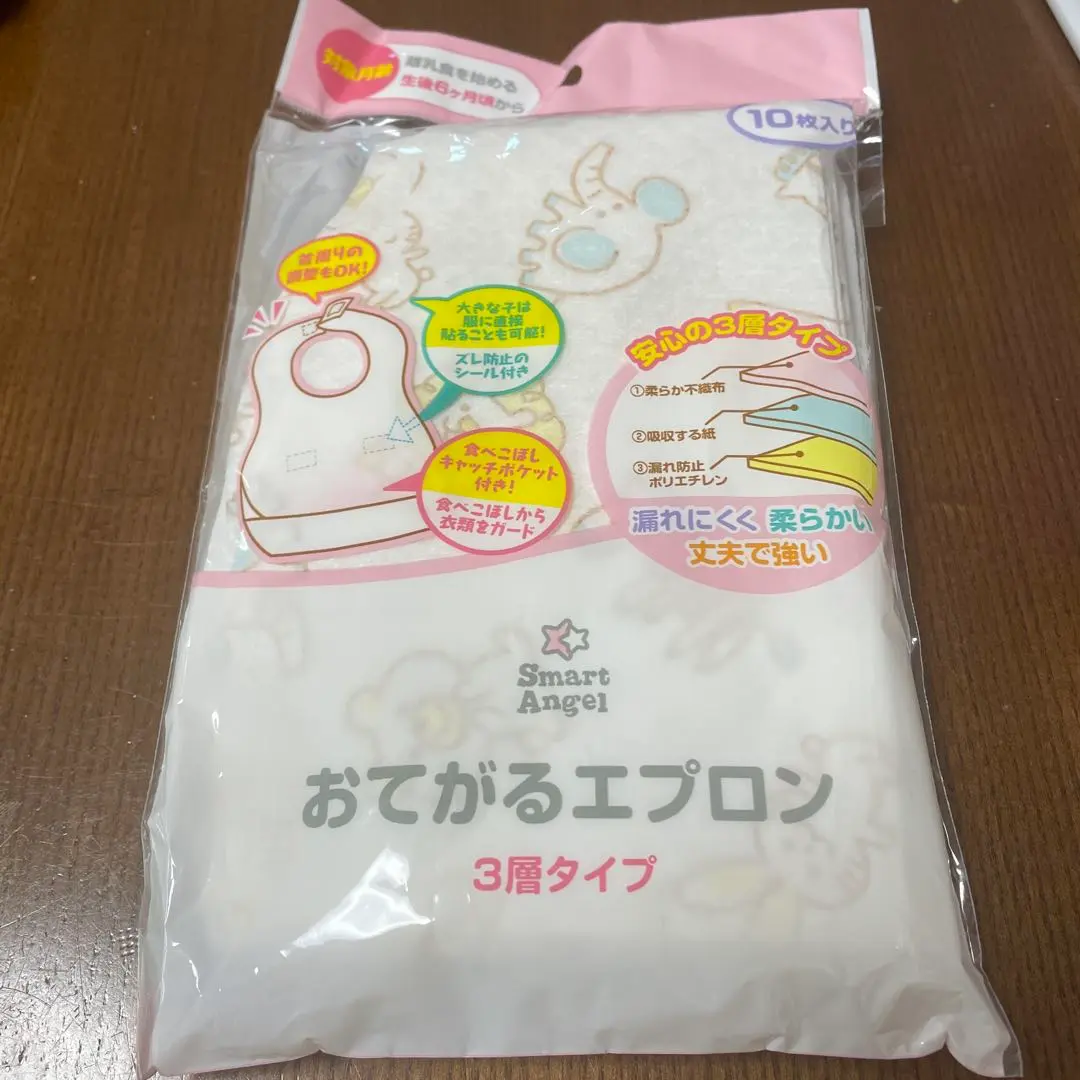 対象月齢
離乳食を始める
生後6ヶ月頃から
10枚入り
首周りの
調整もOK!
大きな子は
服に直接
貼ることも可能!
ズレ防止の
シール付き
食べこぼし
キャッチポケット
付き!
食べこぼしから
衣類をガード
安心の3層タイプ
①柔らか不織布
②吸収する紙
③漏れ防止
ポリエチレン
漏れにくく 柔らかい
丈夫で強い
Smart
Angel
おてがるエプロン
3層タイプ